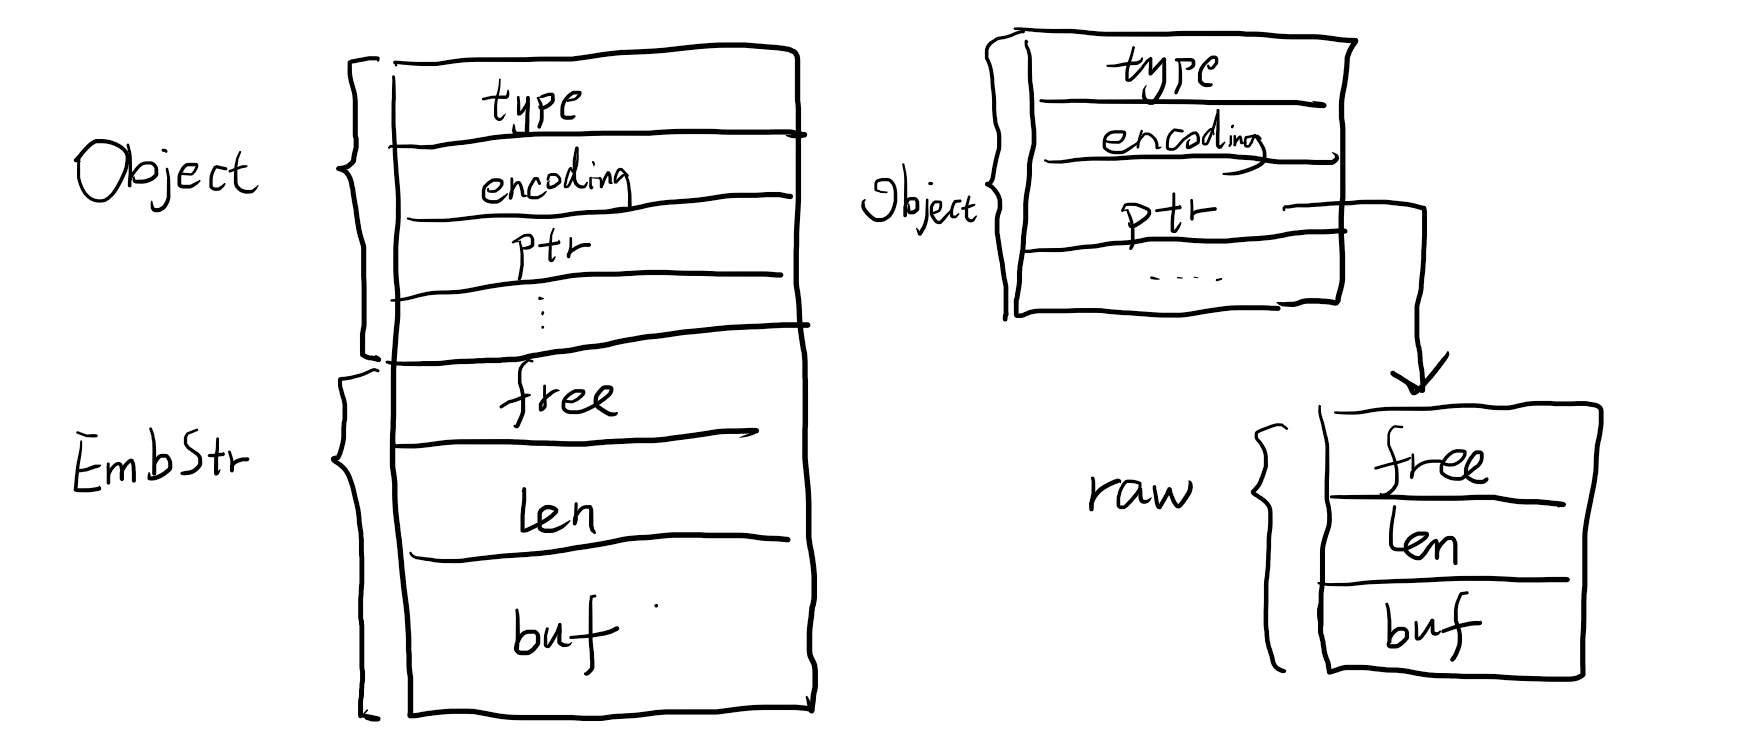 Object
type
encoding
ptr
...
EmbStr
free
len
buf
Object
type
encoding
ptr
.....
raw
free
len
buf